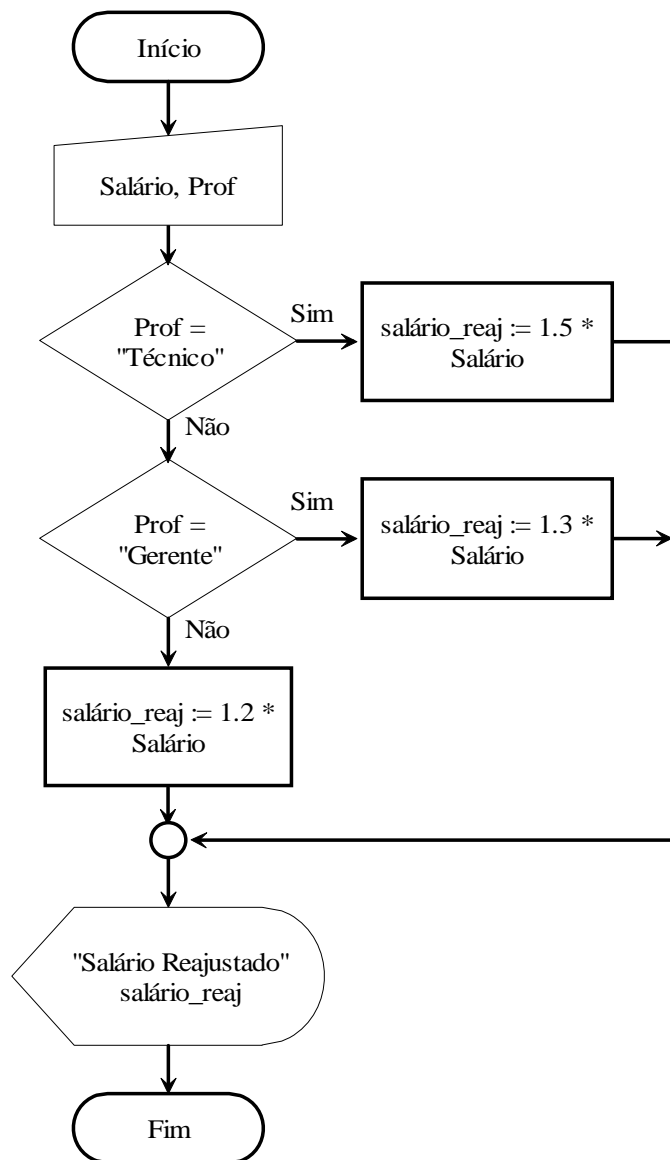 Início
Salário, Prof
Prof =
"Técnico"
Sim
salário_reaj := 1.5 *
Salário
Não
Prof =
"Gerente"
Sim
salário_reaj := 1.3 *
Salário
Não
salário_reaj := 1.2 *
Salário
"Salário Reajustado"
salário_reaj
Fim